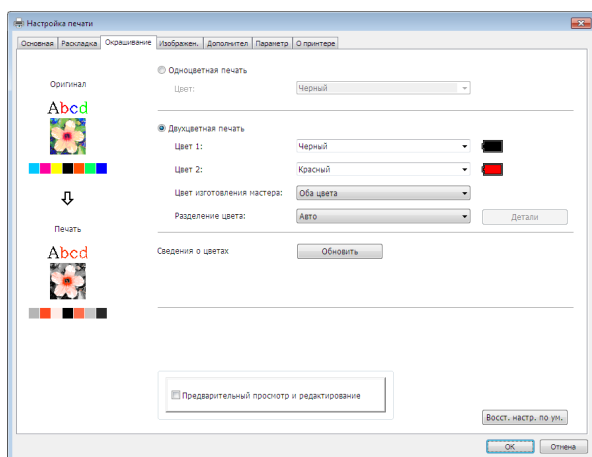 Настройка печати
Основная Раскладка Окрашивание Изображен. Дополнител Параметр О принтере
Оригинал
Abcd
Печать
Abcd
Одноцветная печать
Цвет: Черный
Двухцветная печать
Цвет 1: Черный
Цвет 2: Красный
Цвет изготовления мастера: Оба цвета
Разделение цвета: Авто Детали
Сведения о цветах Обновить
Предварительный просмотр и редактирование
Восст. настр. по ум.
OK Отмена